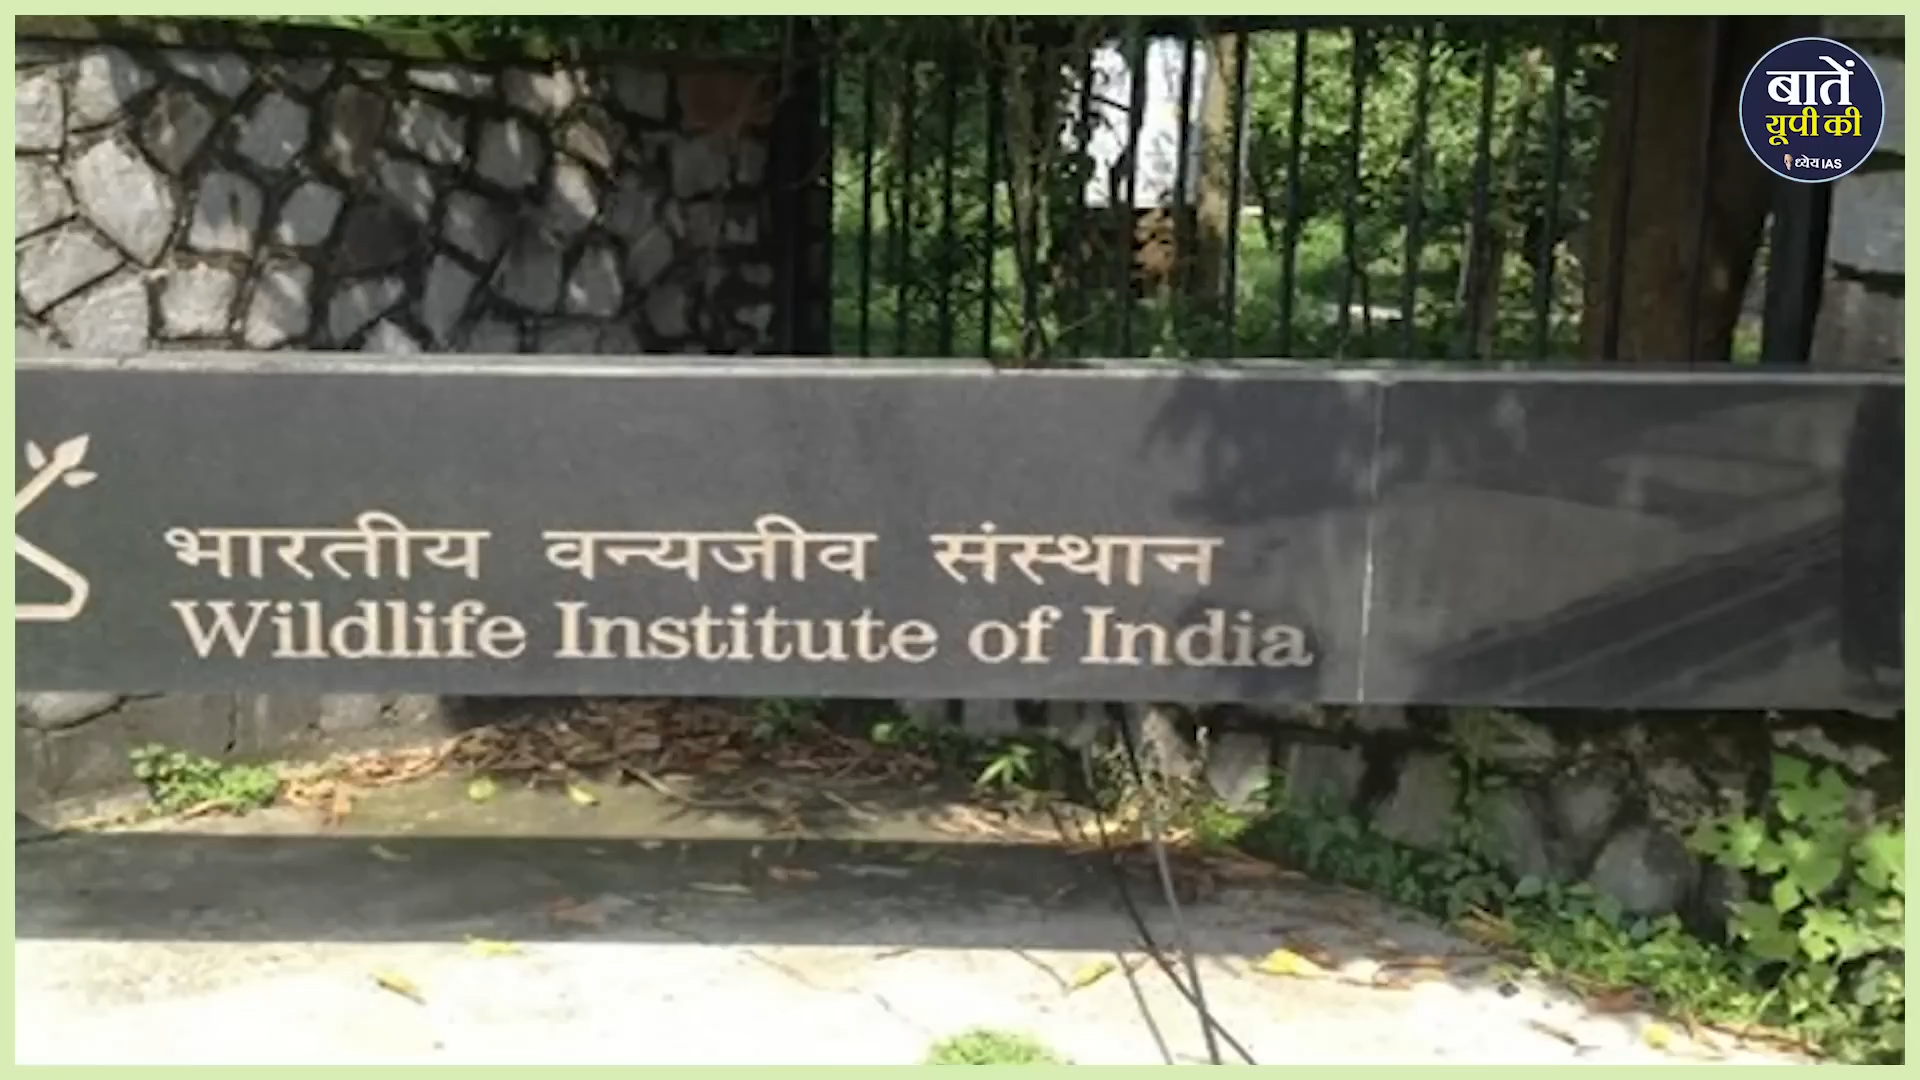 बातें
यूपी की
ध्येय IAS
भारतीय वन्यजीव संस्थान
Wildlife Institute of India